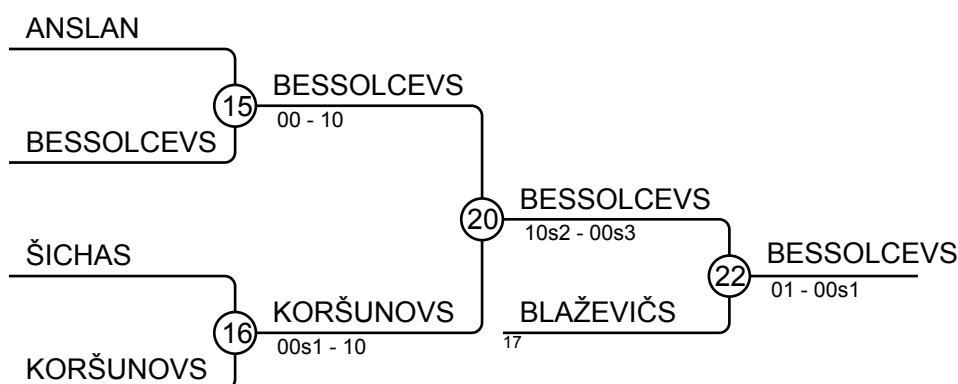 ANSLAN
15
BESSOLCEVS
00 - 10
BESSOLCEVS
20
BESSOLCEVS
10s2 - 00s3
ŠICHAS
22
BESSOLCEVS
01 - 00s1
16
KORŠUNOVS
00s1 - 10
BLAŽEVIČS
17
KORŠUNOVS